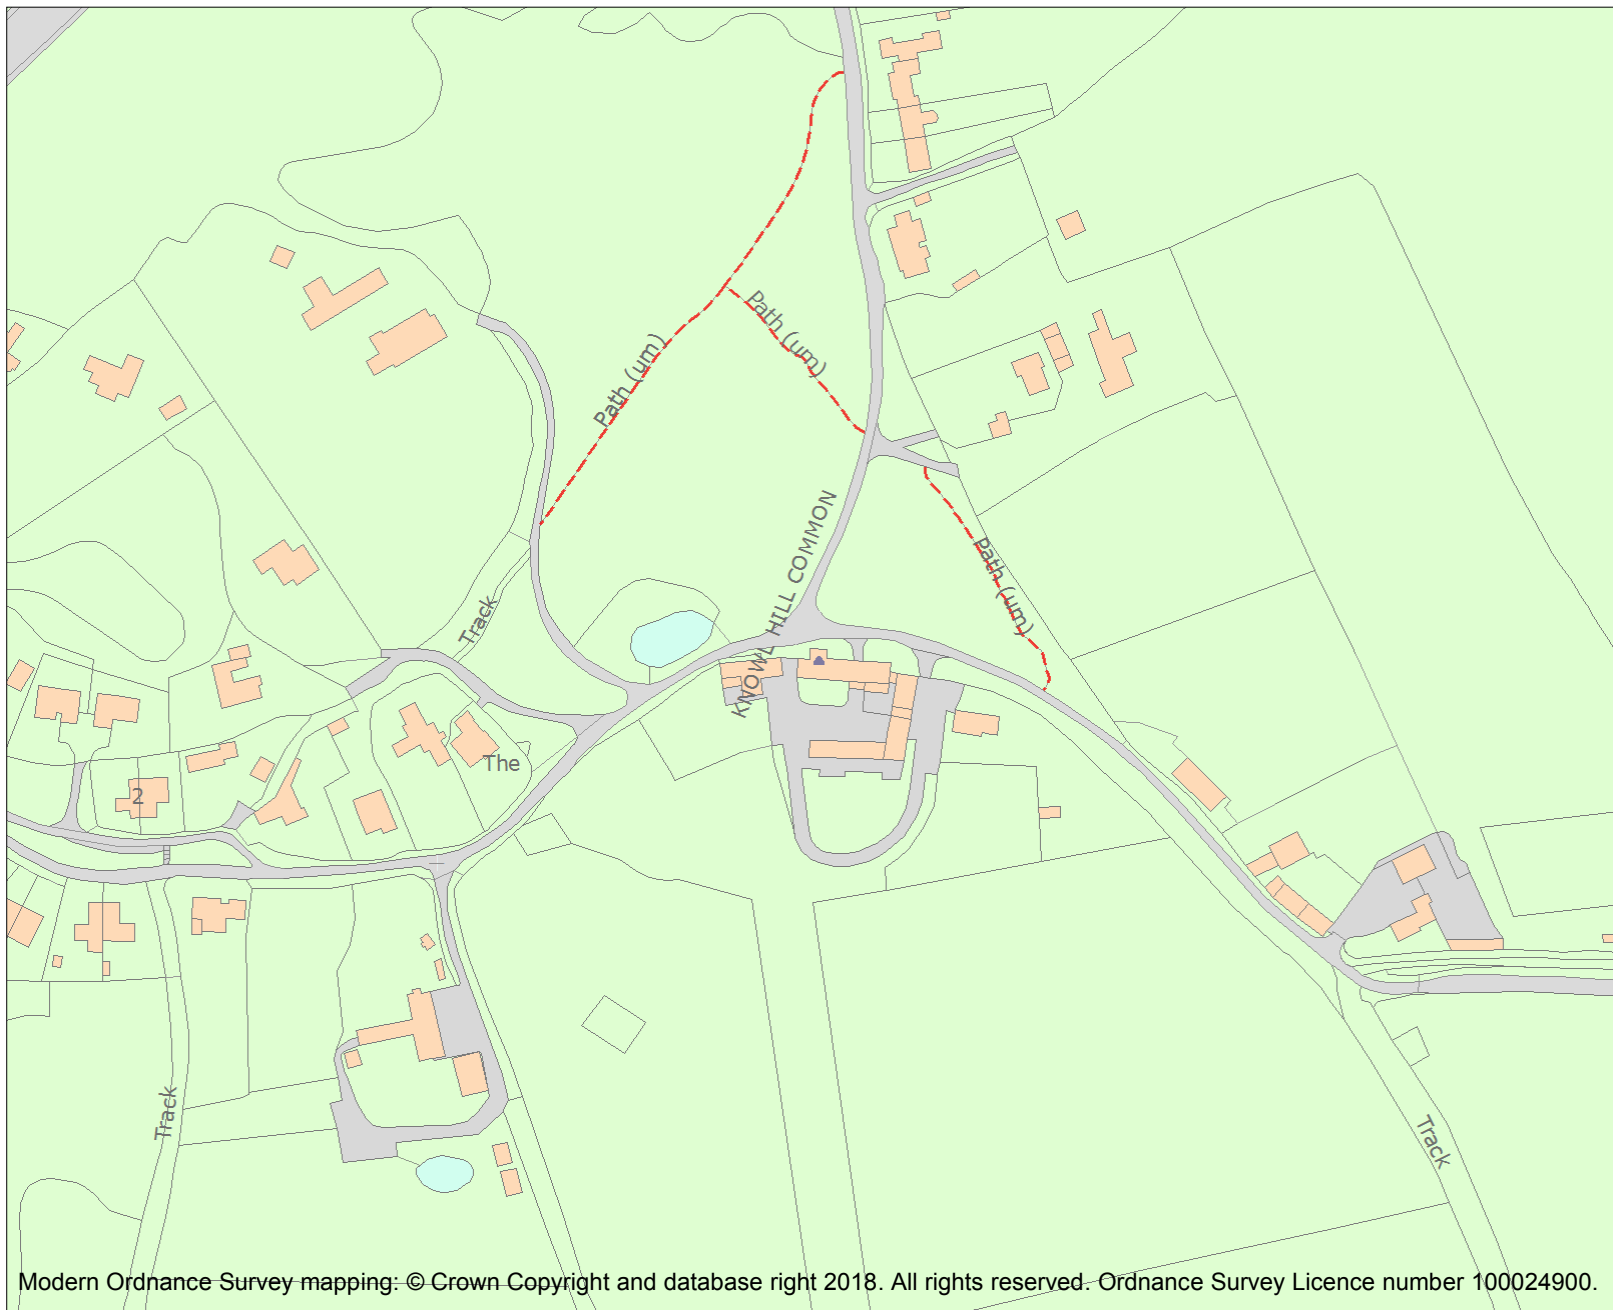 Path (um)
Path (um)
KNOWL HILL COMMON
Path (um)
Track
The
2
Track
Track
Modern Ordnance Survey mapping: © Crown Copyright and database right 2018. All rights reserved. Ordnance Survey Licence number 100024900.